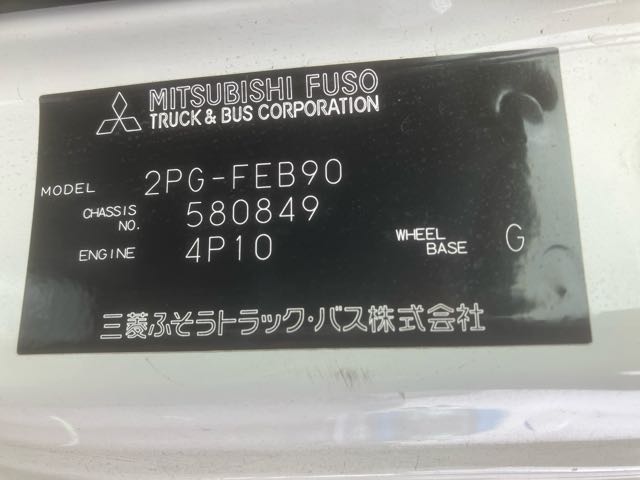 MITSUBISHI FUSO
TRUCK & BUS CORPORATION
MODEL 2PG-FEB90
CHASSIS NO. 580849
ENGINE 4P10 WHEEL BASE G
三菱ふそうトラック・バス株式会社